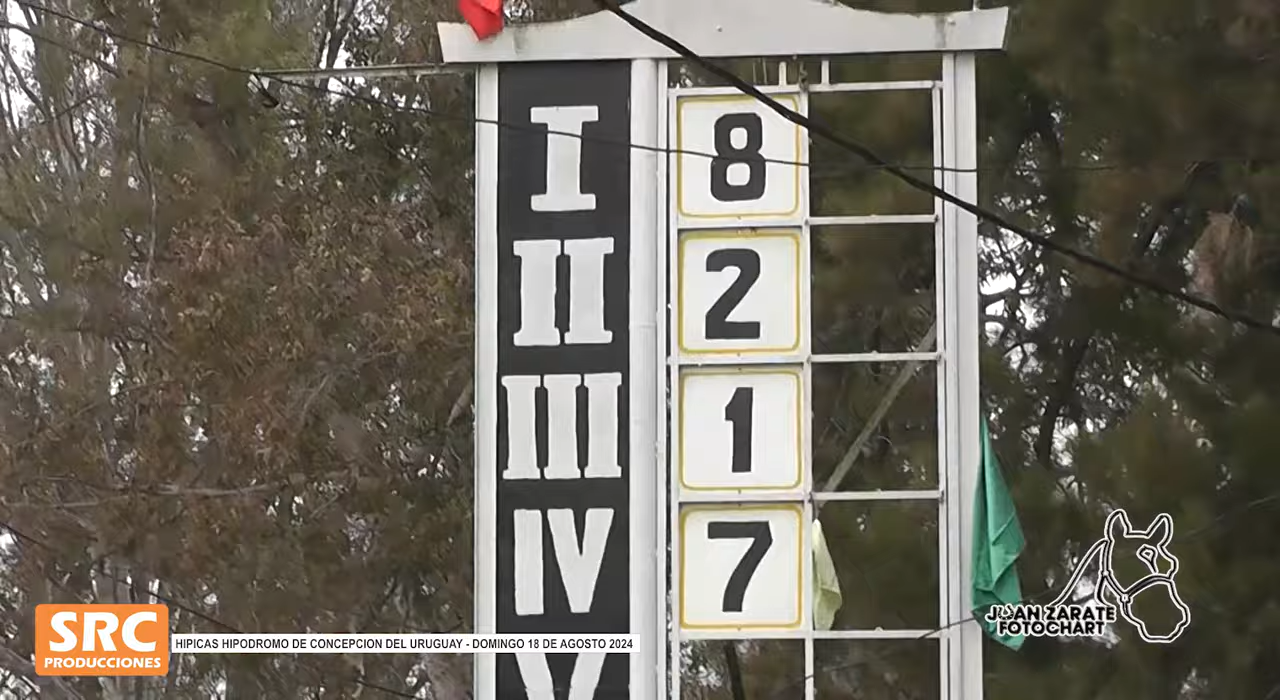 I 8
II 2
III 1
IV 7
V
SRC
PRODUCCIONES
HIPICAS HIPODROMO DE CONCEPCION DEL URUGUAY - DOMINGO 18 DE AGOSTO 2024
JUAN ZARATE
FOTOCHART